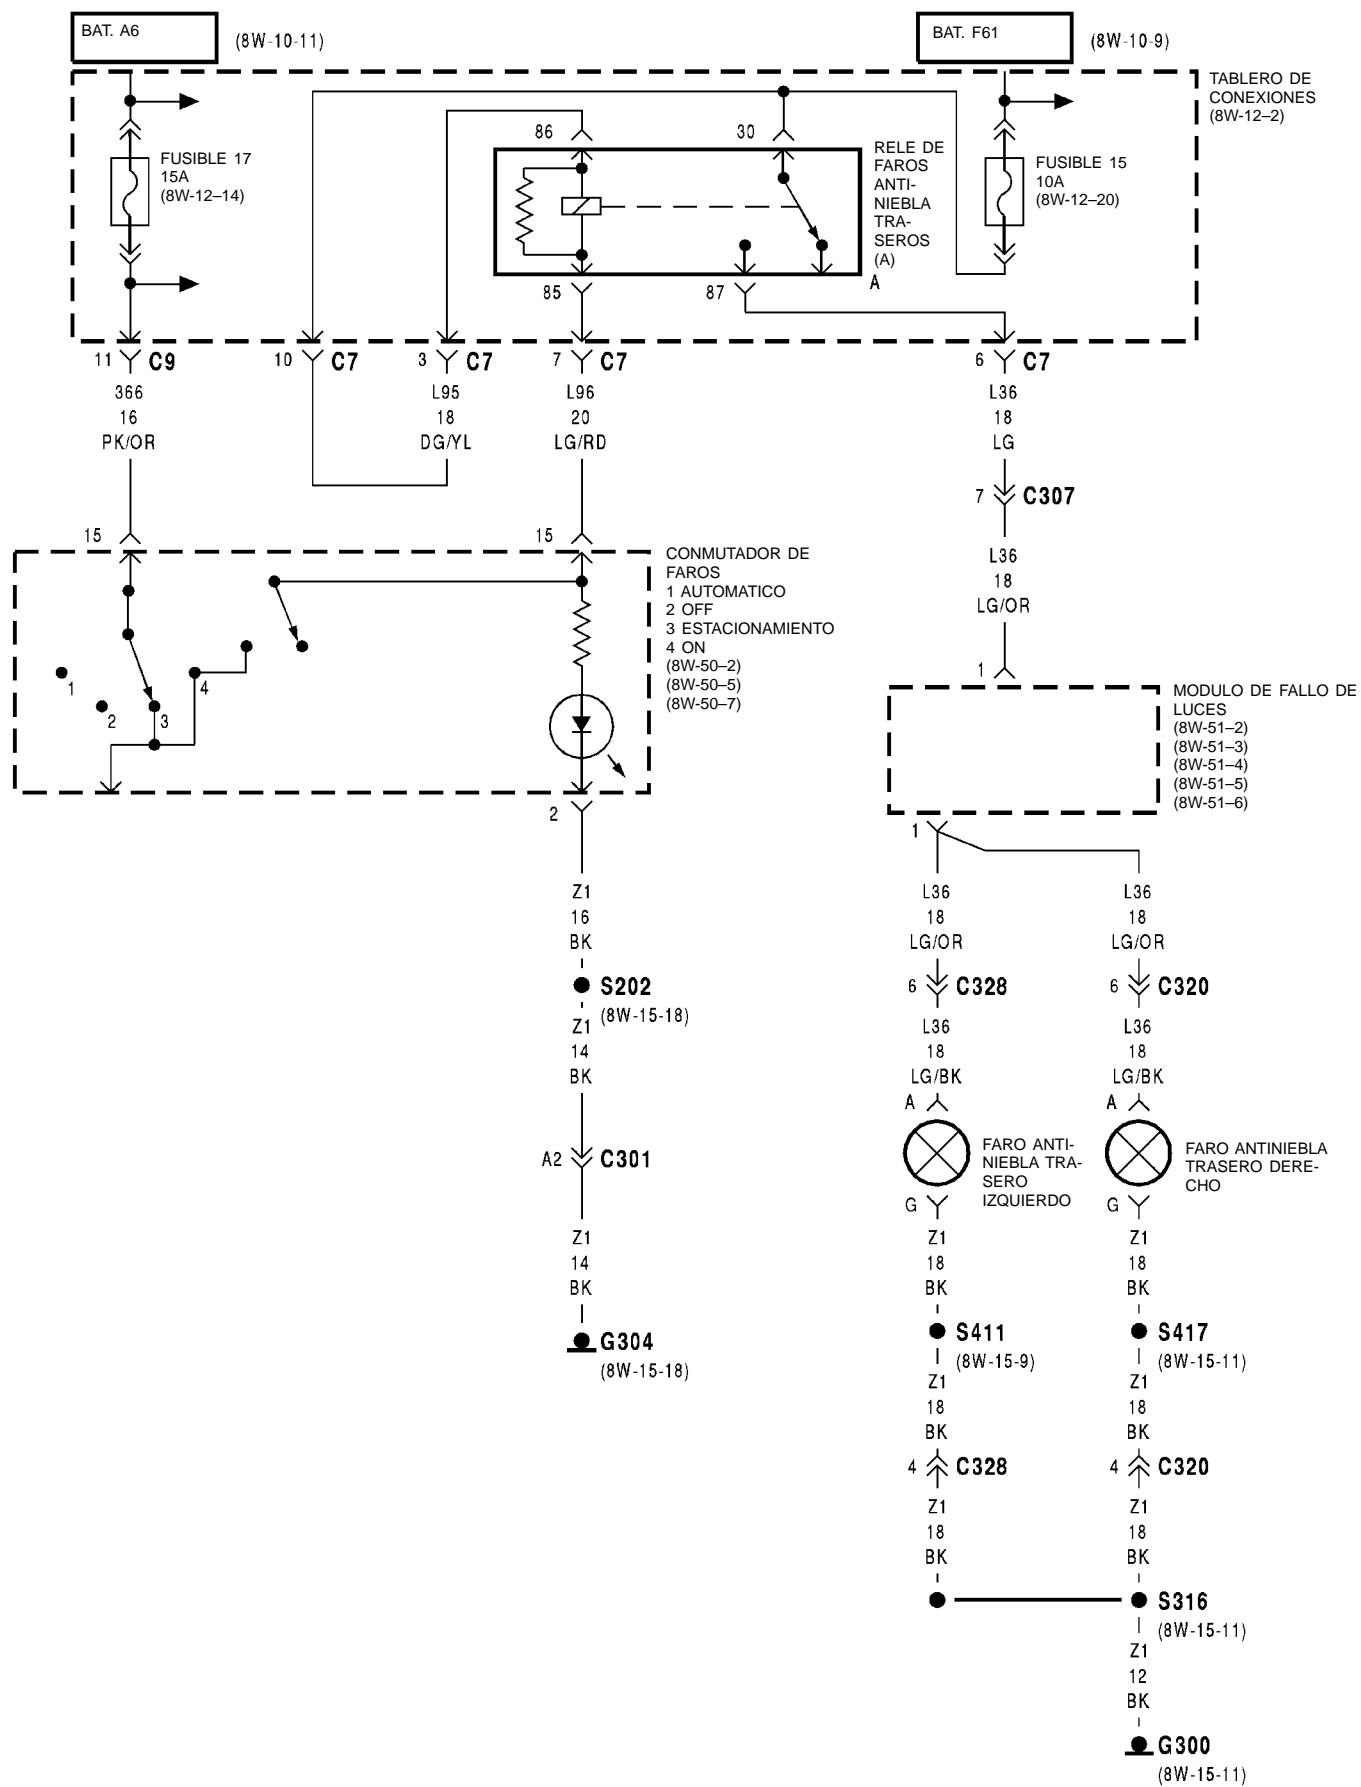 BAT. A6
(8W-10-11)
BAT. F61
(8W-10-9)
TABLERO DE
CONEXIONES
(8W-12–2)
86
30
RELE DE
FAROS
ANTI-
NIEBLA
TRA-
SEROS
(A)
A
FUSIBLE 17
15A
(8W-12–14)
FUSIBLE 15
10A
(8W-12–20)
85
87
11 C9
10 C7
3 C7
7 C7
6 C7
366
16
PK/OR
L95
18
DG/YL
L96
20
LG/RD
L36
18
LG
7 C307
L36
18
LG/OR
15
15
CONMUTADOR DE
FAROS
1 AUTOMATICO
2 OFF
3 ESTACIONAMIENTO
4 ON
(8W-50–2)
(8W-50–5)
(8W-50–7)
1
2
3
4
1
MODULO DE FALLO DE
LUCES
(8W-51–2)
(8W-51–3)
(8W-51–4)
(8W-51–5)
(8W-51–6)
2
1
Z1
16
BK
S202
(8W-15-18)
Z1
14
BK
A2 C301
Z1
14
BK
G304
(8W-15-18)
L36
18
LG/OR
L36
18
LG/OR
6 C328
6 C320
L36
18
LG/BK
L36
18
LG/BK
A
A
FARO ANTI-
NIEBLA TRA-
SERO
IZQUIERDO
FARO ANTINIEBLA
TRASERO DERE-
CHO
G
G
Z1
18
BK
Z1
18
BK
S411
(8W-15-9)
S417
(8W-15-11)
Z1
18
BK
Z1
18
BK
4 C328
4 C320
Z1
18
BK
Z1
18
BK
S316
(8W-15-11)
Z1
12
BK
G300
(8W-15-11)